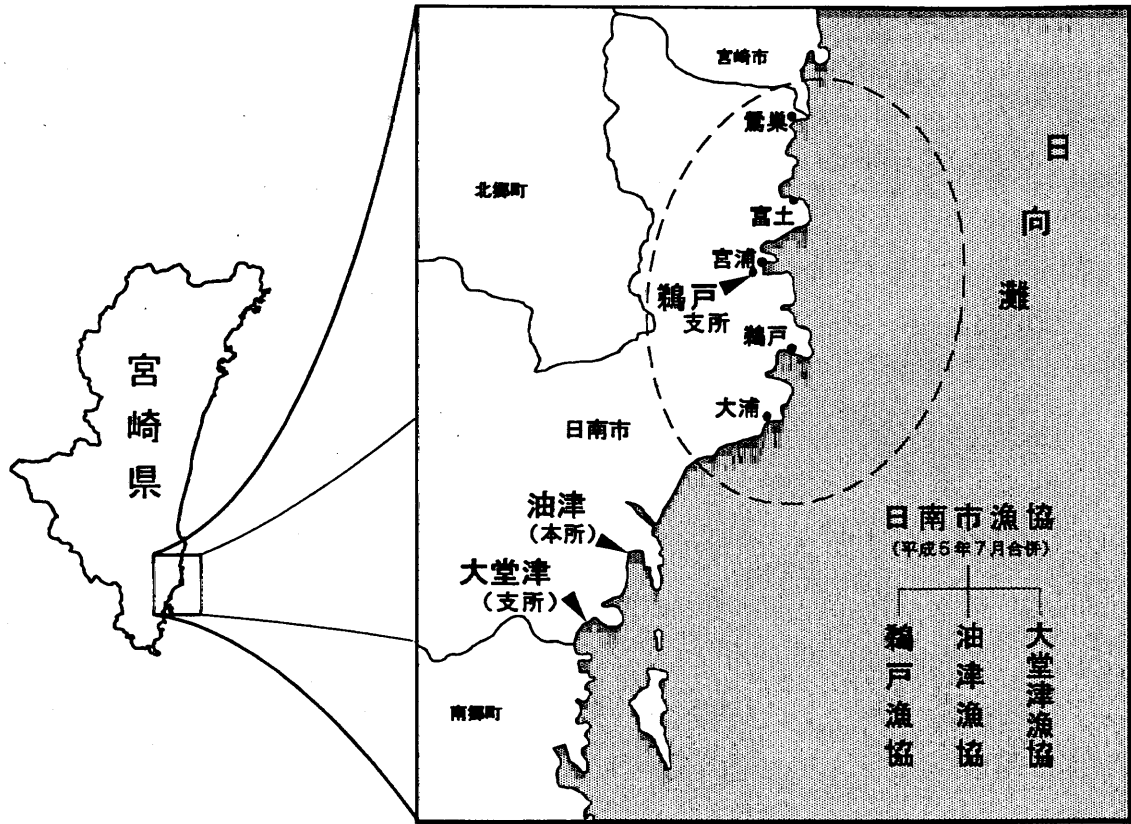 宮崎県
宮崎市
鶯巣
北郷町
富土
宮浦
鵜戸
支所
鵜戸
大浦
日南市
油津
(本所)
大堂津
(支所)
南郷町
日向灘
日南市漁協
(平成5年7月合併)
鵜戸漁協
油津漁協
大堂津漁協